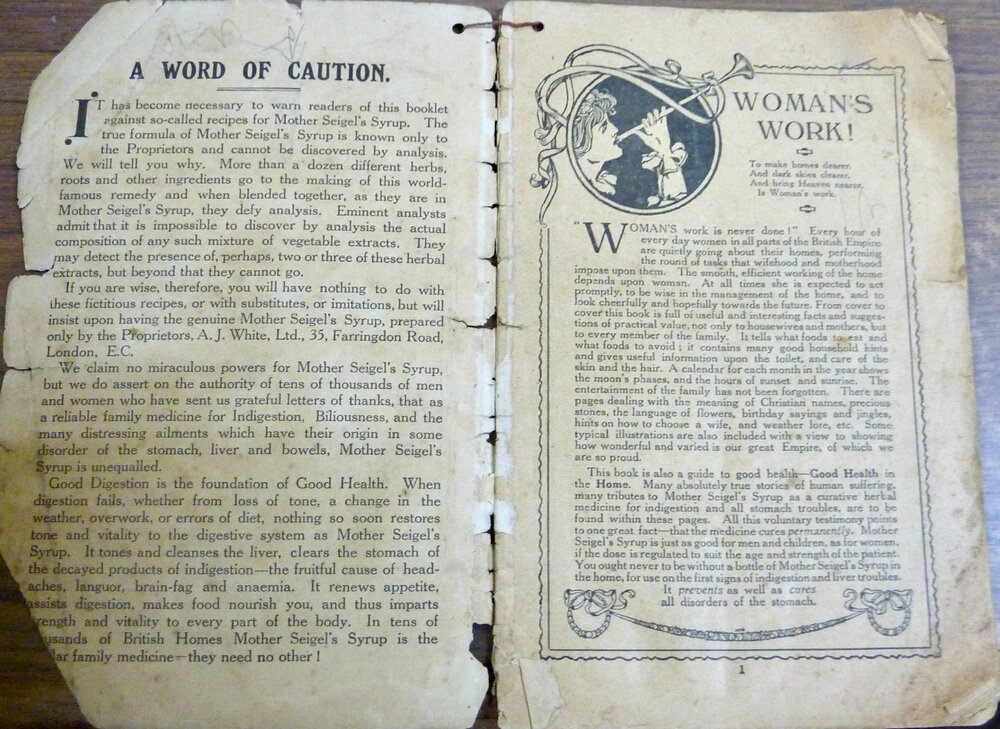 A WORD OF CAUTION.
IT has become necessary to warn readers of this booklet
against so-called recipes for Mother Seigel's Syrup. The
true formula of Mother Seigel's Syrup is known only to
the Proprietors and cannot be discovered by analysis.
We will tell you why. More than a dozen different herbs,
roots and other ingredients go to the making of this world-
famous remedy and when blended together, as they are in
Mother Seigel's Syrup, they defy analysis. Eminent analysts
admit that it is impossible to discover by analysis the actual
composition of any such mixture of vegetable extracts. They
may detect the presence of, perhaps, two or three of these herbal
extracts, but beyond that they cannot go.
If you are wise, therefore, you will have nothing to do with
these fictitious recipes, or with substitutes, or imitations, but will
insist upon having the genuine Mother Seigel's Syrup, prepared
only by the Proprietors, A. J. White, Ltd., 35, Farringdon Road,
London, E.C.
We claim no miraculous powers for Mother Seigel's Syrup,
but we do assert on the authority of tens of thousands of men
and women who have sent us grateful letters of thanks, that as
a reliable family medicine for Indigestion, Biliousness, and the
many distressing ailments which have their origin in some
disorder of the stomach, liver and bowels, Mother Seigel's
Syrup is unequalled.
Good Digestion is the foundation of Good Health. When
digestion fails, whether from loss of tone, a change in the
weather, overwork, or errors of diet, nothing so soon restores
tone and vitality to the digestive system as Mother Seigel's
Syrup. It tones and cleanses the liver, clears the stomach of
the decayed products of indigestion—the fruitful cause of head-
aches, languor, brain-fag and anaemia. It renews appetite,
assists digestion, makes food nourish you, and thus imparts
rength and vitality to every part of the body. In tens of
usands of British Homes Mother Seigel's Syrup is the
lar family medicine—they need no other!
WOMAN'S
WORK!
To make homes dearer,
And dark skies clearer,
And bring Heaven nearer,
Is Woman's work.
"WOMAN'S work is never done!" Every hour of
every day women in all parts of the British Empire
are quietly going about their homes, performing
the round of tasks that wifehood and motherhood
impose upon them. The smooth, efficient working of the home
depends upon woman. At all times she is expected to act
promptly, to be wise in the management of the home, and to
look cheerfully and hopefully towards the future. From cover to
cover this book is full of useful and interesting facts and sugges-
tions of practical value, not only to housewives and mothers, but
to every member of the family. It tells what foods to eat and
what foods to avoid; it contains many good household hints
and gives useful information upon the toilet, and care of the
skin and the hair. A calendar for each month in the year shows
the moon's phases, and the hours of sunset and sunrise. The
entertainment of the family has not been forgotten. There are
pages dealing with the meaning of Christian names, precious
stones, the language of flowers, birthday sayings and jingles,
hints on how to choose a wife, and weather lore, etc. Some
typical illustrations are also included with a view to showing
how wonderful and varied is our great Empire, of which we
are so proud.
This book is also a guide to good health—Good Health in
the Home. Many absolutely true stories of human suffering,
many tributes to Mother Seigel's Syrup as a curative herbal
medicine for indigestion and all stomach troubles, are to be
found within these pages. All this voluntary testimony points
to one great fact—that the medicine cures permanently. Mother
Seigel's Syrup is just as good for men and children, as for women,
if the dose is regulated to suit the age and strength of the patient.
You ought never to be without a bottle of Mother Seigel's Syrup in
the home, for use on the first signs of indigestion and liver troubles.
It prevents as well as cures
all disorders of the stomach.
1